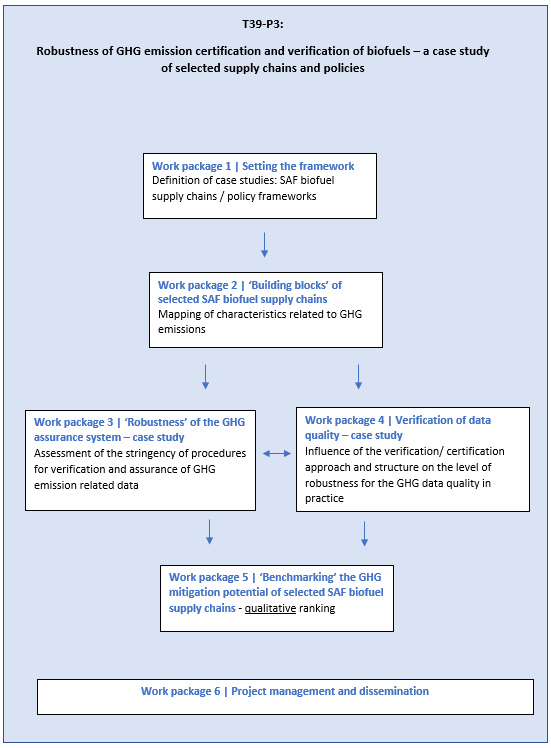 T39-P3:
Robustness of GHG emission certification and verification of biofuels – a case study
of selected supply chains and policies
Work package 1 | Setting the framework
Definition of case studies: SAF biofuel
supply chains / policy frameworks
Work package 2 | ‘Building blocks’ of
selected SAF biofuel supply chains
Mapping of characteristics related to GHG
emissions
Work package 3 | ‘Robustness’ of the GHG
assurance system – case study
Assessment of the stringency of procedures
for verification and assurance of GHG
emission related data
Work package 4 | Verification of data
quality – case study
Influence of the verification/ certification
approach and structure on the level of
robustness for the GHG data quality in
practice
Work package 5 | ‘Benchmarking’ the GHG
mitigation potential of selected SAF biofuel
supply chains - qualitative ranking
Work package 6 | Project management and dissemination